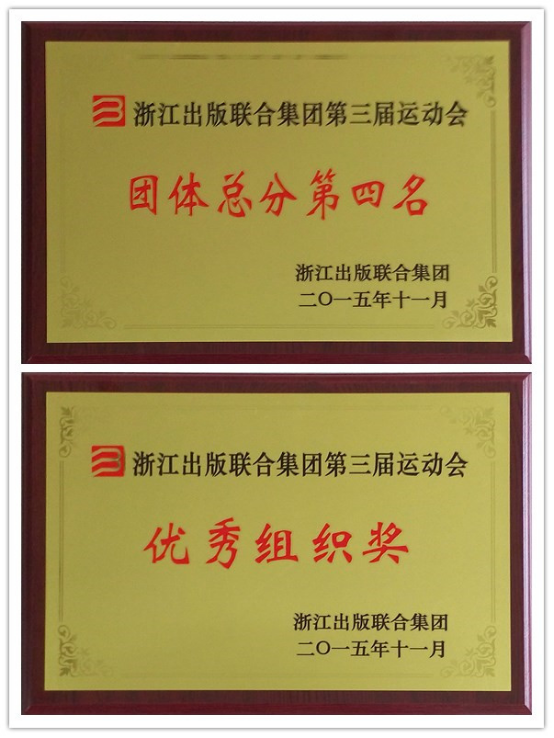 浙江出版联合集团第三届运动会
团体总分第四名
浙江出版联合集团
二〇一五年十一月
浙江出版联合集团第三届运动会
优秀组织奖
浙江出版联合集团
二〇一五年十一月